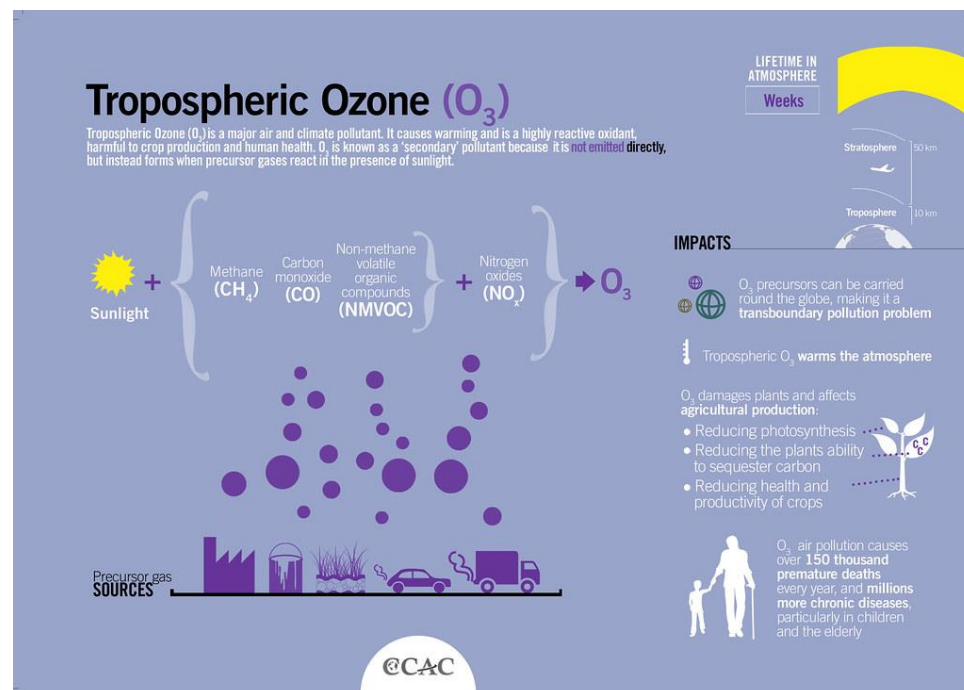 Tropospheric Ozone (O3)
Tropospheric Ozone (O3) is a major air and climate pollutant. It causes warming and is a highly reactive oxidant,
harmful to crop production and human health. O3 is known as a 'secondary' pollutant because it is not emitted directly,
but instead forms when precursor gases react in the presence of sunlight.
LIFETIME IN
ATMOSPHERE
Weeks
Stratosphere
50 km
Troposphere
10 km
Sunlight
+
Methane
(CH4)
Carbon
monoxide
(CO)
Non-methane
volatile
organic
compounds
(NMVOC)
+
Nitrogen
oxides
(NOx)
O3
Precursor gas
SOURCES
IMPACTS
O3 precursors can be carried
round the globe, making it a
transboundary pollution problem
Tropospheric O3 warms the atmosphere
O3 damages plants and affects
agricultural production:
• Reducing photosynthesis
• Reducing the plants ability
to sequester carbon
• Reducing health and
productivity of crops
C C
C
O3 air pollution causes
over 150 thousand
premature deaths
every year, and millions
more chronic diseases,
particularly in children
and the elderly
CCAC